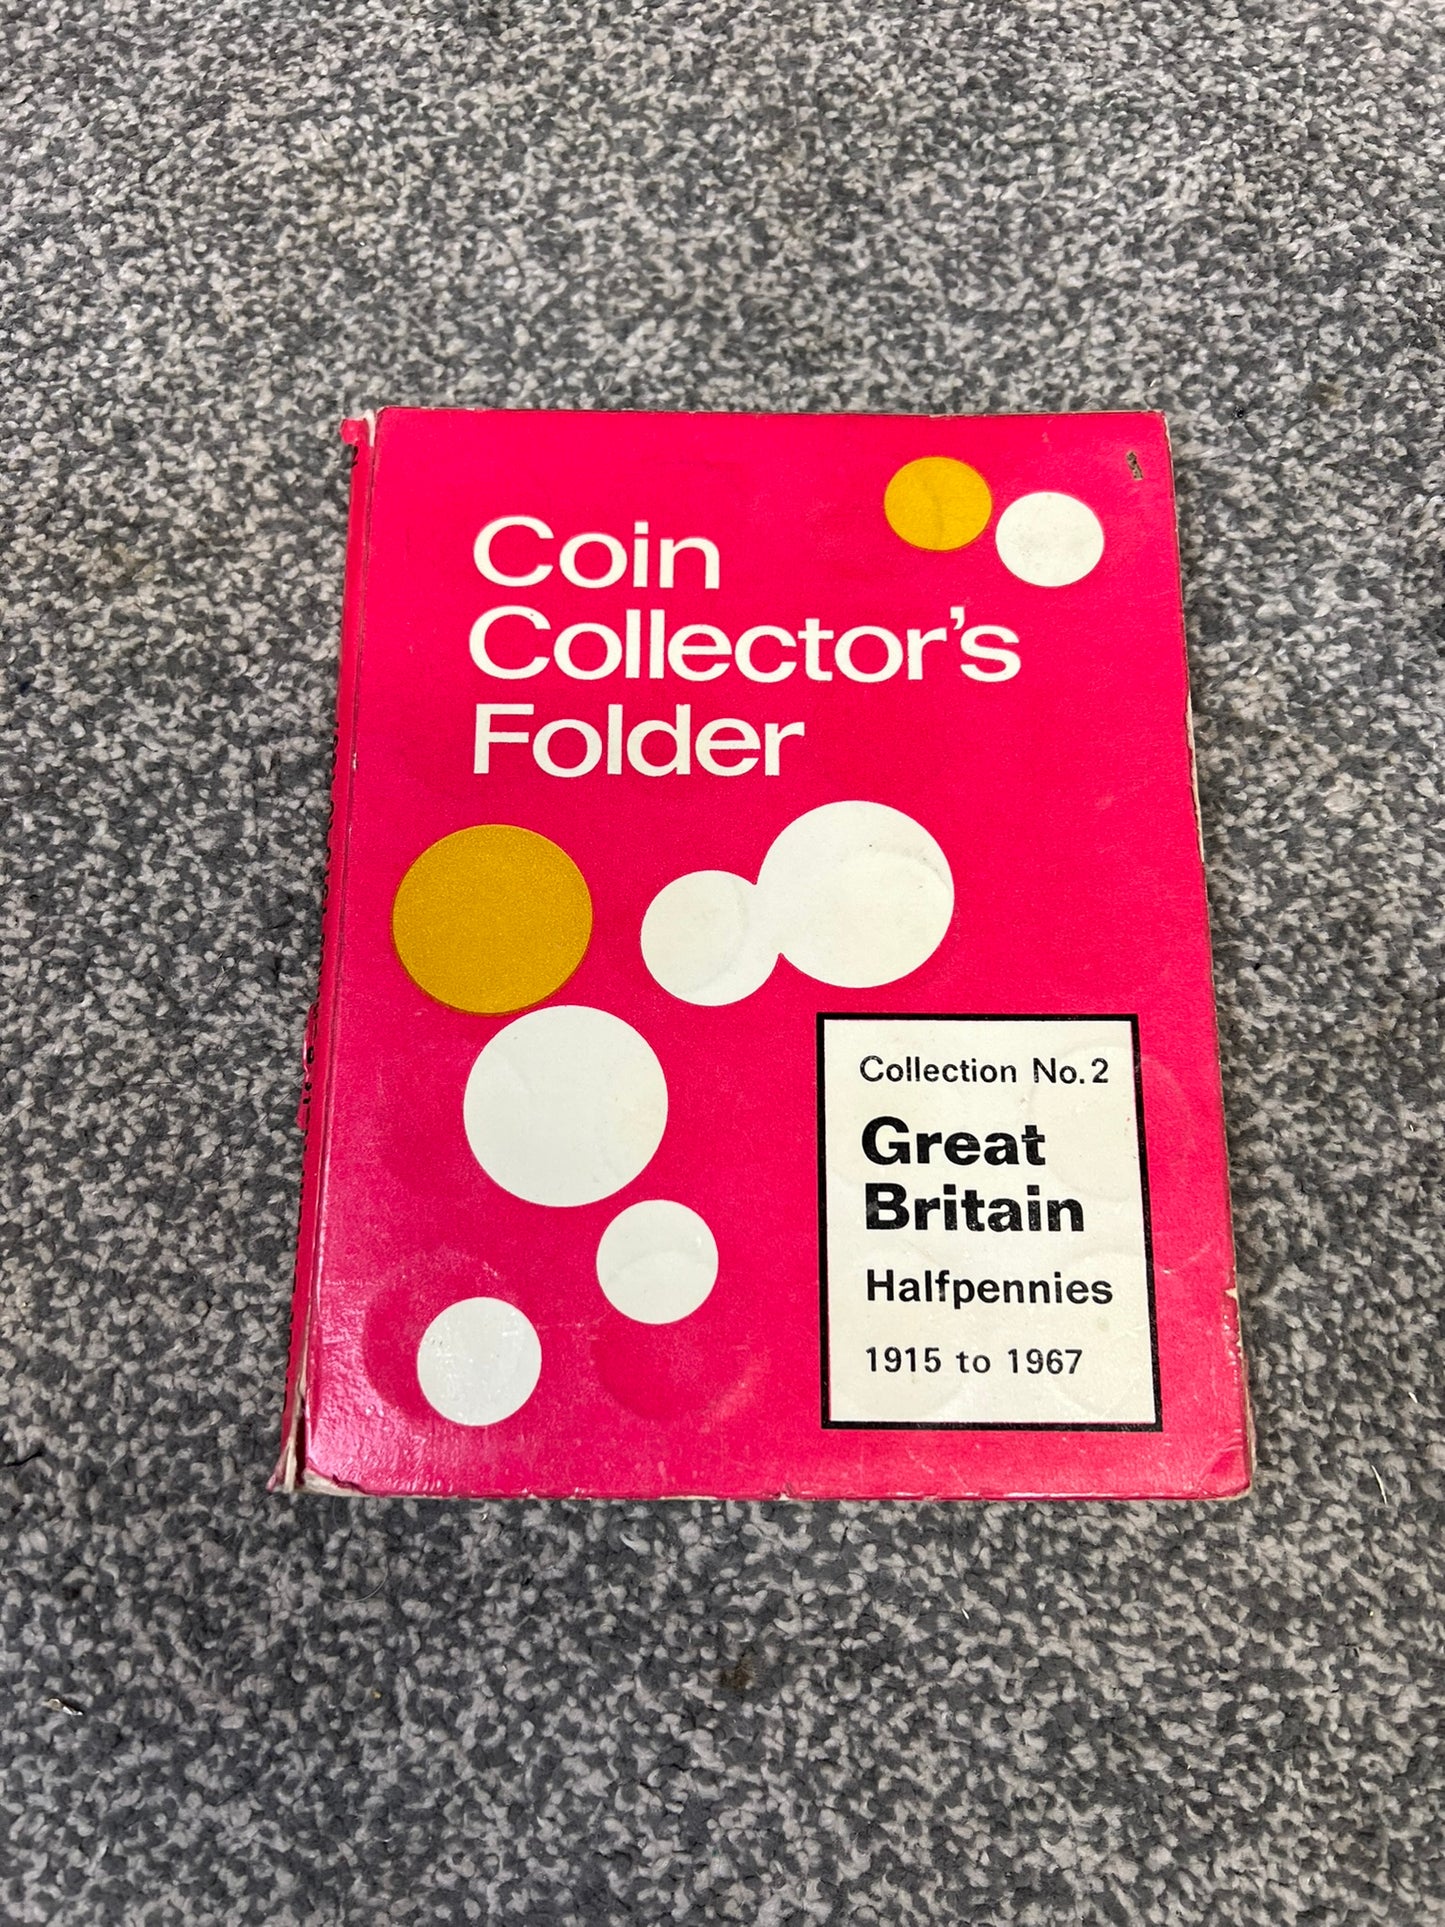 Coin
Collector's
Folder
Collection No. 2
Great
Britain
Halfpennies
1915 to 1967